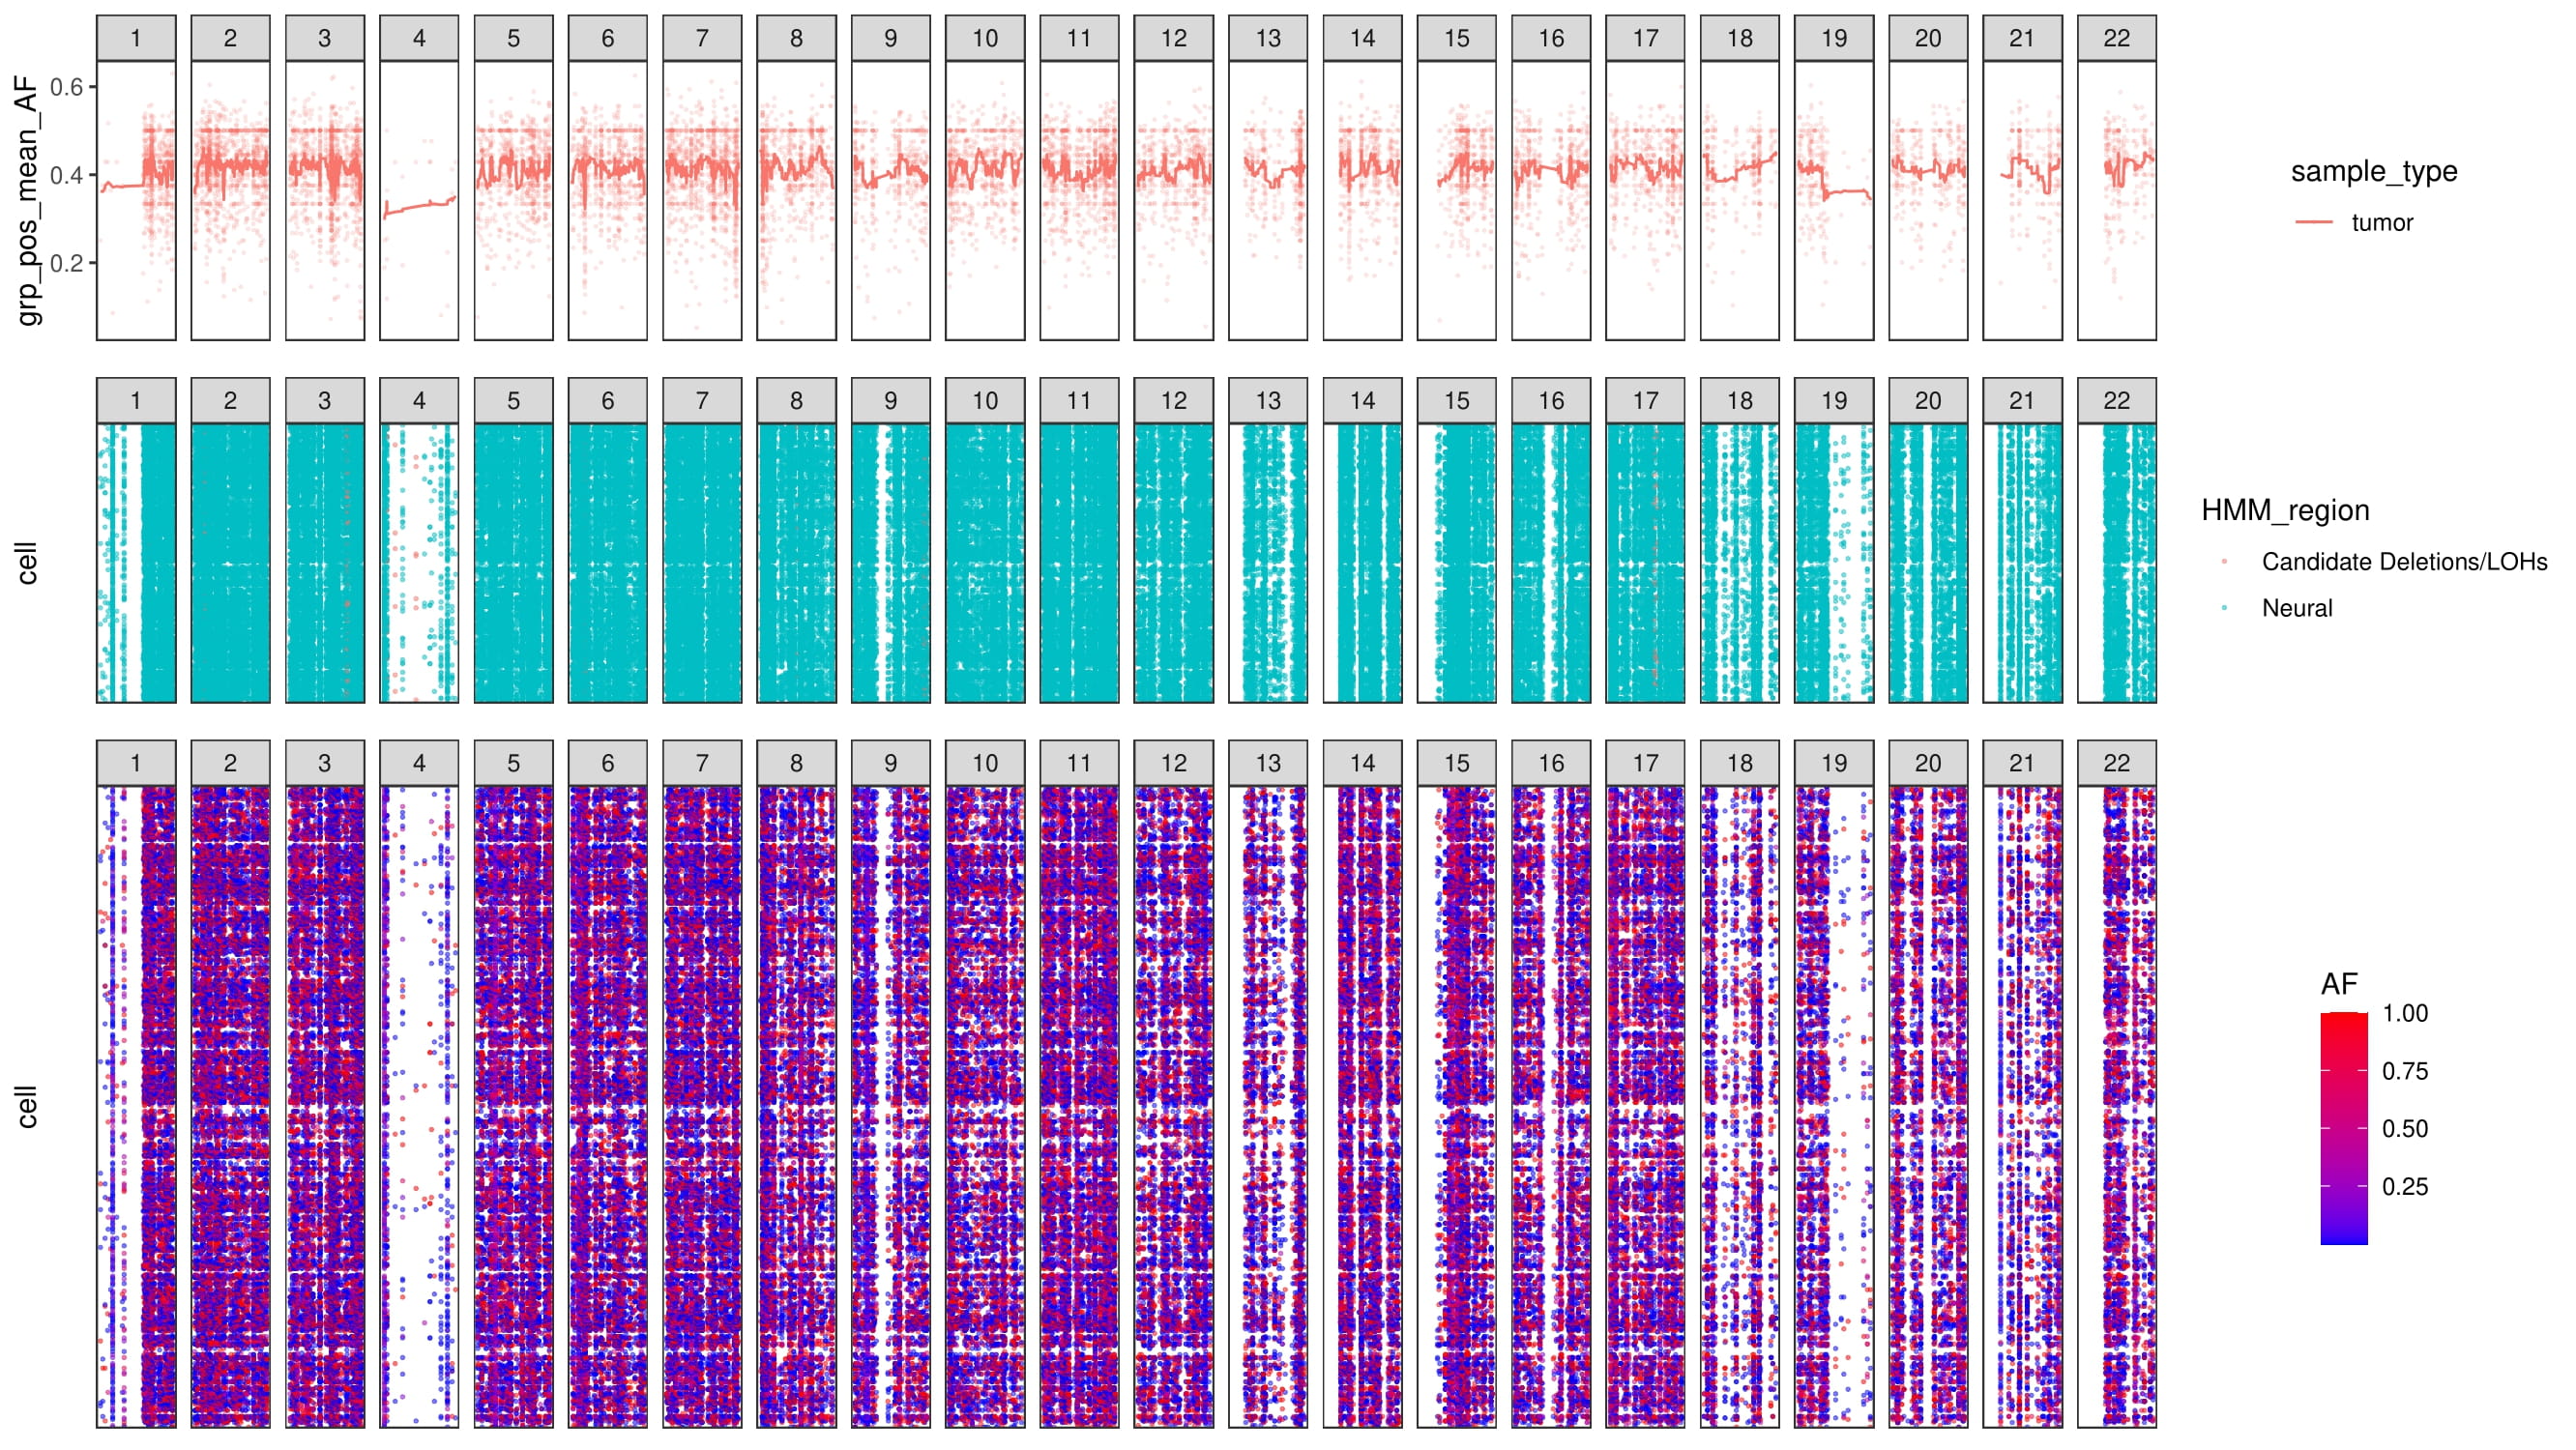 1 2 3 4 5 6 7 8 9 10 11 12 13 14 15 16 17 18 19 20 21 22
grp_pos_mean_AF
0.6
0.4
0.2
sample_type
tumor
1 2 3 4 5 6 7 8 9 10 11 12 13 14 15 16 17 18 19 20 21 22
cell
HMM_region
Candidate Deletions/LOHs
Neural
1 2 3 4 5 6 7 8 9 10 11 12 13 14 15 16 17 18 19 20 21 22
cell
AF
1.00
0.75
0.50
0.25